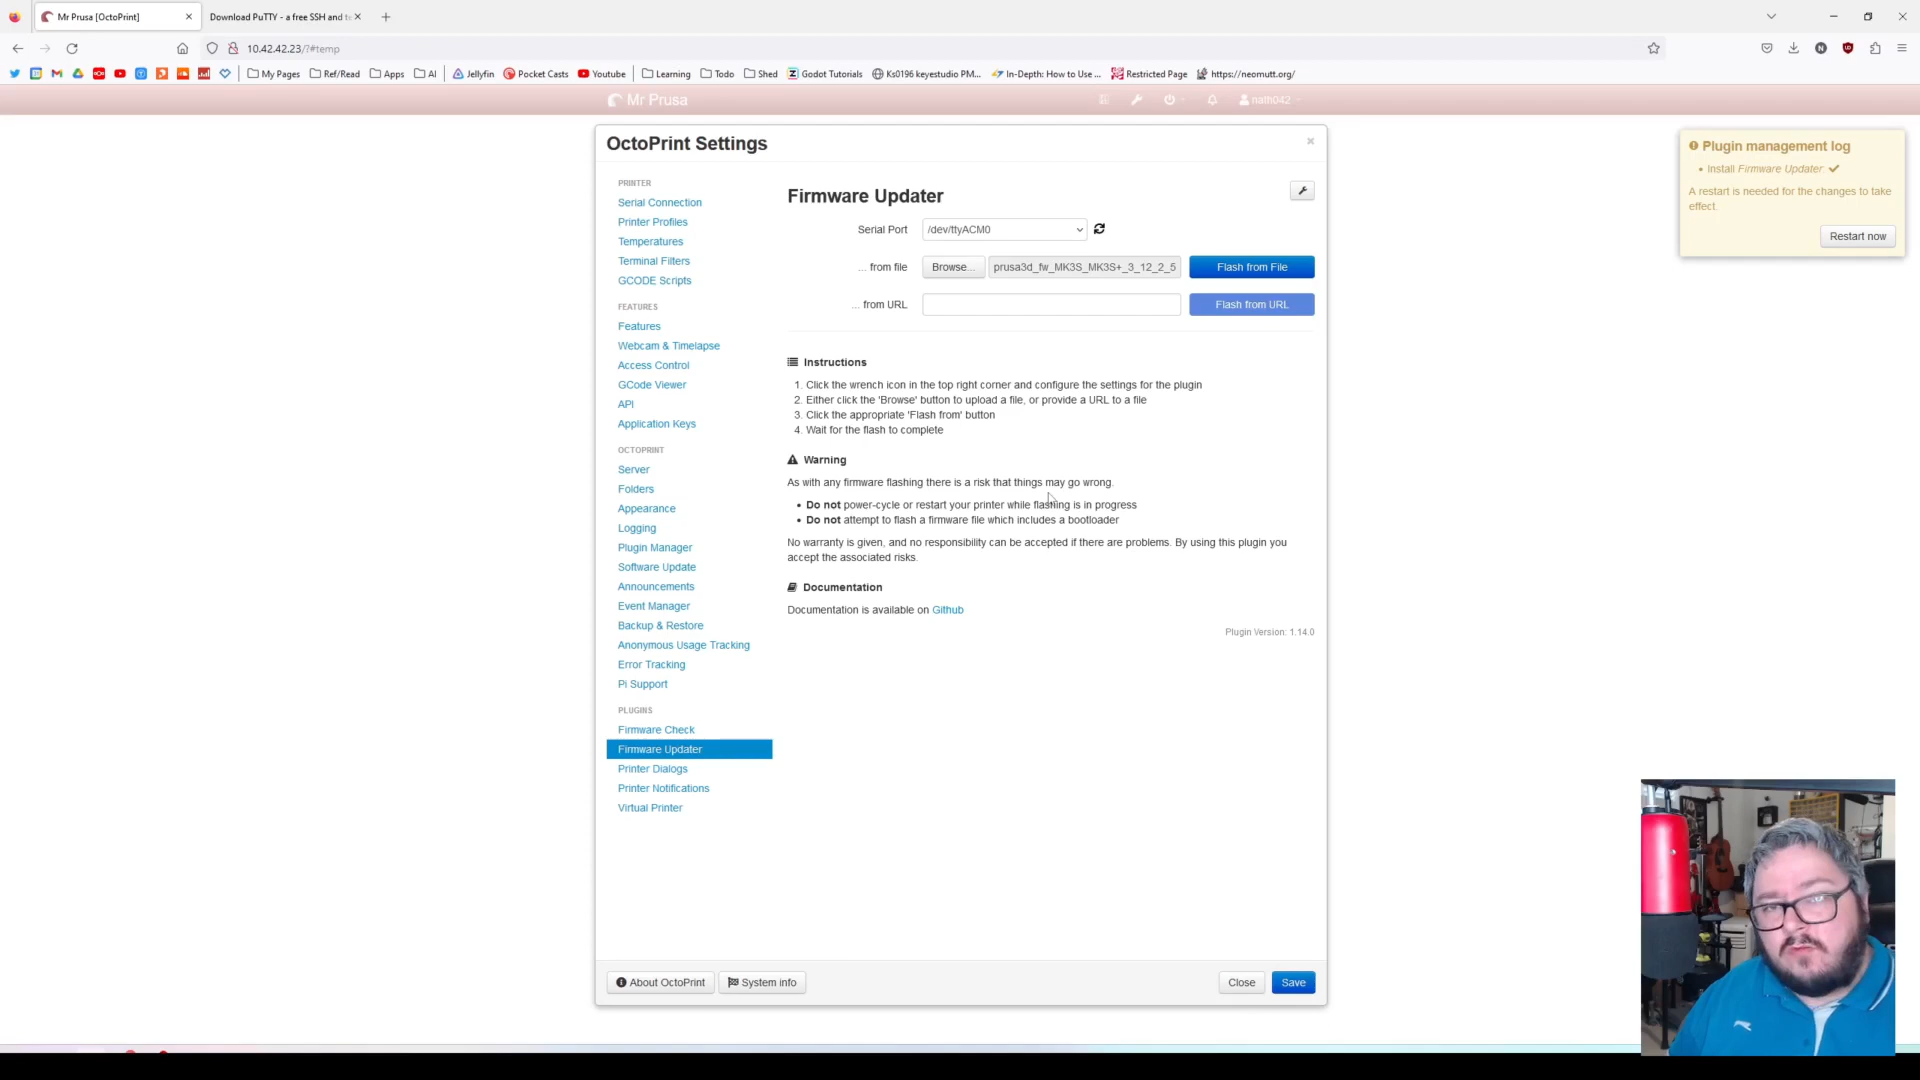 Mr Prusa [OctoPrint]
Download PuTTY - a free SSH and te
10.42.42.23/?#temp
My Pages
Ref/Read
Apps
AI
Jellyfin
Pocket Casts
Youtube
Learning
Todo
Shed
Godot Tutorials
Ks0196 keyestudio PM...
In-Depth: How to Use ...
Restricted Page
https://neomutt.org/
Mr Prusa
nath042
OctoPrint Settings
PRINTER
Serial Connection
Printer Profiles
Temperatures
Terminal Filters
GCODE Scripts
FEATURES
Features
Webcam & Timelapse
Access Control
GCode Viewer
API
Application Keys
OCTOPRINT
Server
Folders
Appearance
Logging
Plugin Manager
Software Update
Announcements
Event Manager
Backup & Restore
Anonymous Usage Tracking
Error Tracking
Pi Support
PLUGINS
Firmware Check
Firmware Updater
Printer Dialogs
Printer Notifications
Virtual Printer
Firmware Updater
Serial Port /dev/ttyACM0
... from file Browse... prusa3d_fw_MK3S_MK3S+_3_12_2_5 Flash from File
... from URL Flash from URL
Instructions
1. Click the wrench icon in the top right corner and configure the settings for the plugin
2. Either click the 'Browse' button to upload a file, or provide a URL to a file
3. Click the appropriate 'Flash from' button
4. Wait for the flash to complete
Warning
As with any firmware flashing there is a risk that things may go wrong.
• Do not power-cycle or restart your printer while flashing is in progress
• Do not attempt to flash a firmware file which includes a bootloader
No warranty is given, and no responsibility can be accepted if there are problems. By using this plugin you
accept the associated risks.
Documentation
Documentation is available on Github
Plugin Version: 1.14.0
About OctoPrint
System info
Close
Save
Plugin management log
• Install Firmware Updater:
A restart is needed for the changes to take
effect.
Restart now